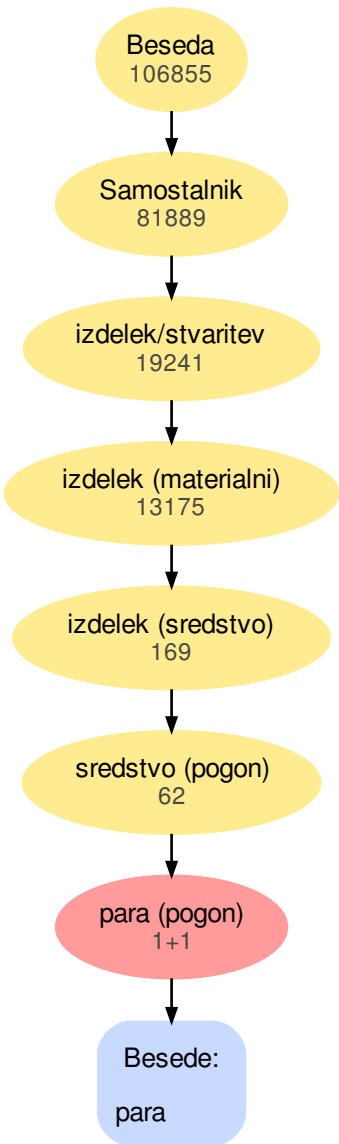 Beseda
106855
Samostalnik
81889
izdelek/stvaritev
19241
izdelek (materialni)
13175
izdelek (sredstvo)
169
sredstvo (pogon)
62
para (pogon)
1+1
Besede:
para